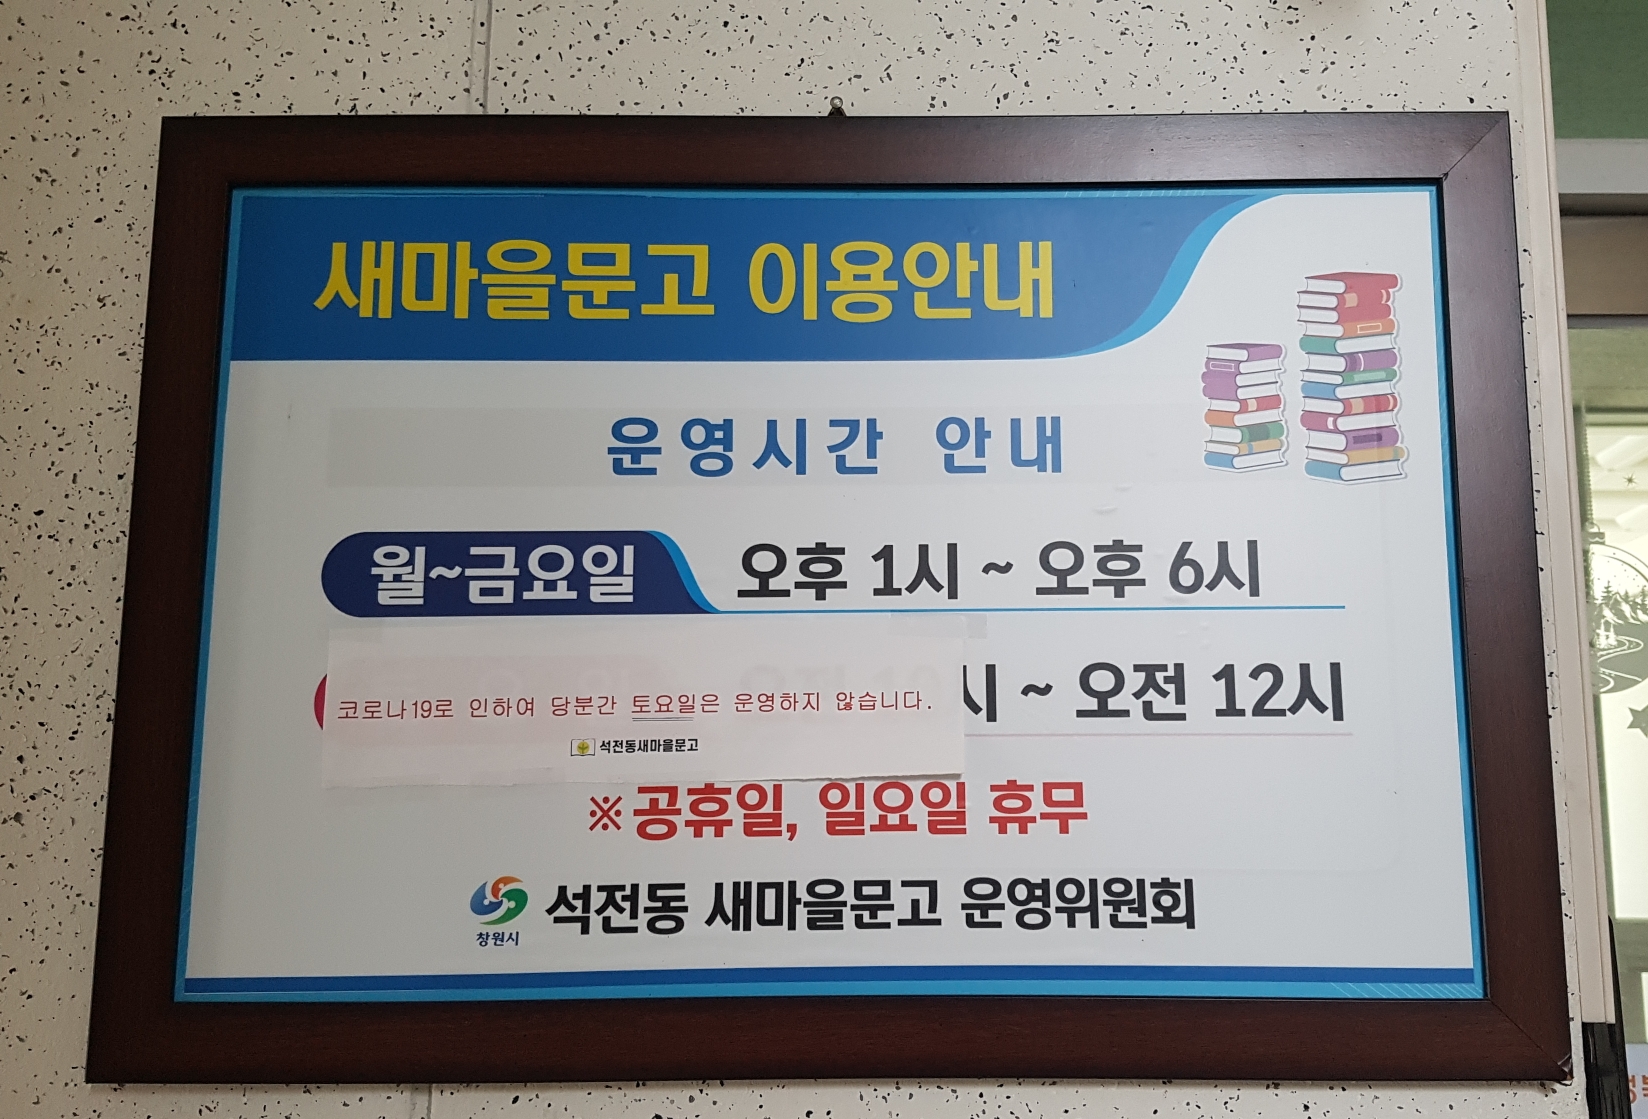 새마을문고 이용안내
운영시간 안내
월~금요일 오후 1시 ~ 오후 6시
시 ~ 오전 12시
코로나19로 인하여 당분간 토요일은 운영하지 않습니다.
석전동새마을문고
※공휴일, 일요일 휴무
창원시
석전동 새마을문고 운영위원회